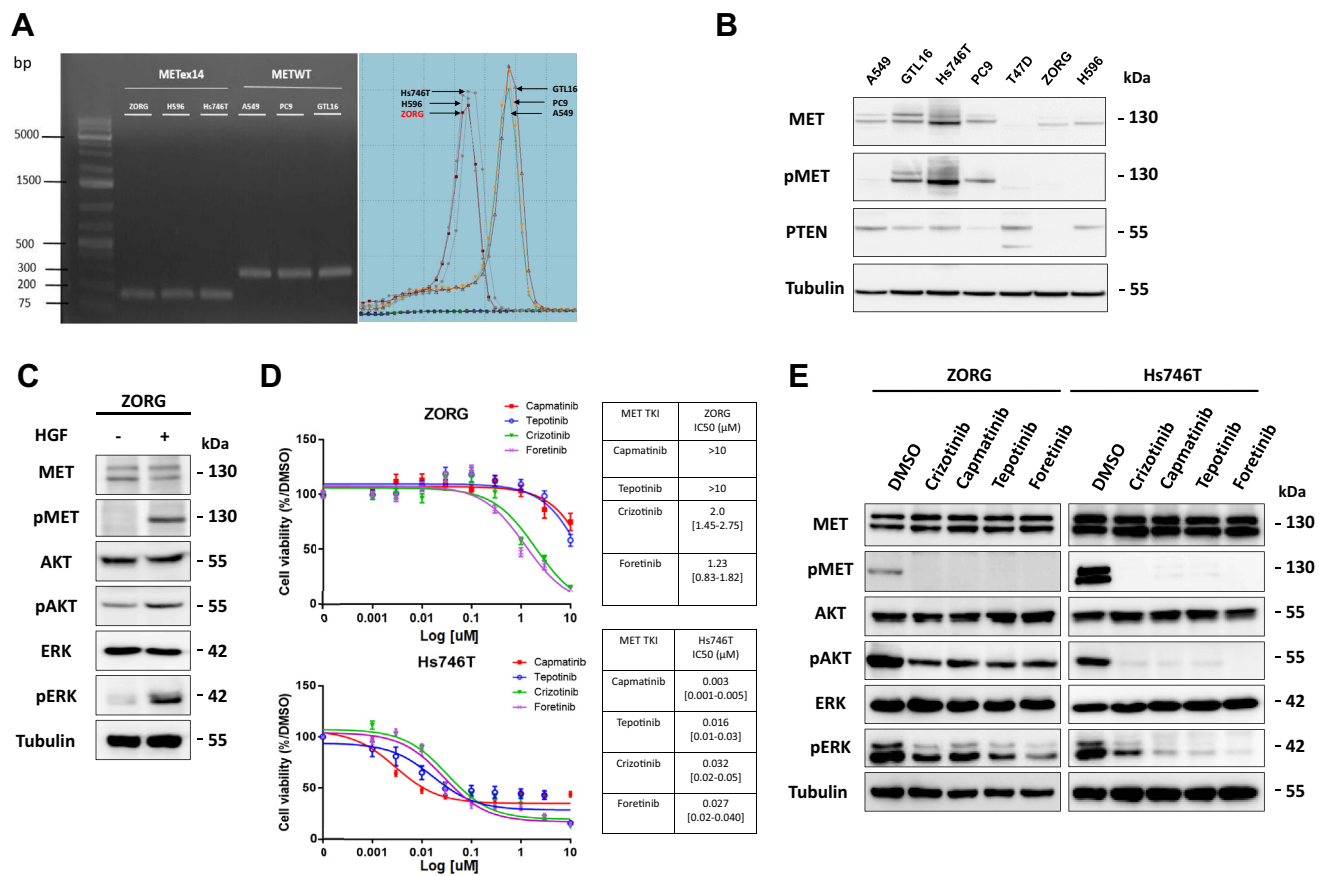 A
bp
METex14 METWT
ZORG H596 Hs746T A549 PC9 GTL16
5000
1500
500
300
200
75
Hs746T
H596
ZORG
GTL16
PC9
A549
B
A549 GTL16 Hs746T PC9 T47D ZORG H596
kDa
MET - 130
pMET - 130
PTEN - 55
Tubulin - 55
C
ZORG
HGF - + kDa
MET - 130
pMET - 130
AKT - 55
pAKT - 55
ERK - 42
pERK - 42
Tubulin - 55
D
ZORG
Capmatinib
Tepotinib
Crizotinib
Foretinib
Cell viability (%/DMSO)
150
100
50
0
0 0.001 0.01 0.1 1 10
Log [uM]
MET TKI ZORG
IC50 (μM)
Capmatinib >10
Tepotinib >10
Crizotinib 2.0
[1.45-2.75]
Foretinib 1.23
[0.83-1.82]
Hs746T
Capmatinib
Tepotinib
Crizotinib
Foretinib
Cell viability (%/DMSO)
150
100
50
0
0 0.001 0.01 0.1 1 10
Log [uM]
MET TKI Hs746T
IC50 (μM)
Capmatinib 0.003
[0.001-0.005]
Tepotinib 0.016
[0.01-0.03]
Crizotinib 0.032
[0.02-0.05]
Foretinib 0.027
[0.02-0.040]
E
ZORG Hs746T
DMSO Crizotinib Capmatinib Tepotinib Foretinib DMSO Crizotinib Capmatinib Tepotinib Foretinib
kDa
MET - 130
pMET - 130
AKT - 55
pAKT - 55
ERK - 42
pERK - 42
Tubulin - 55